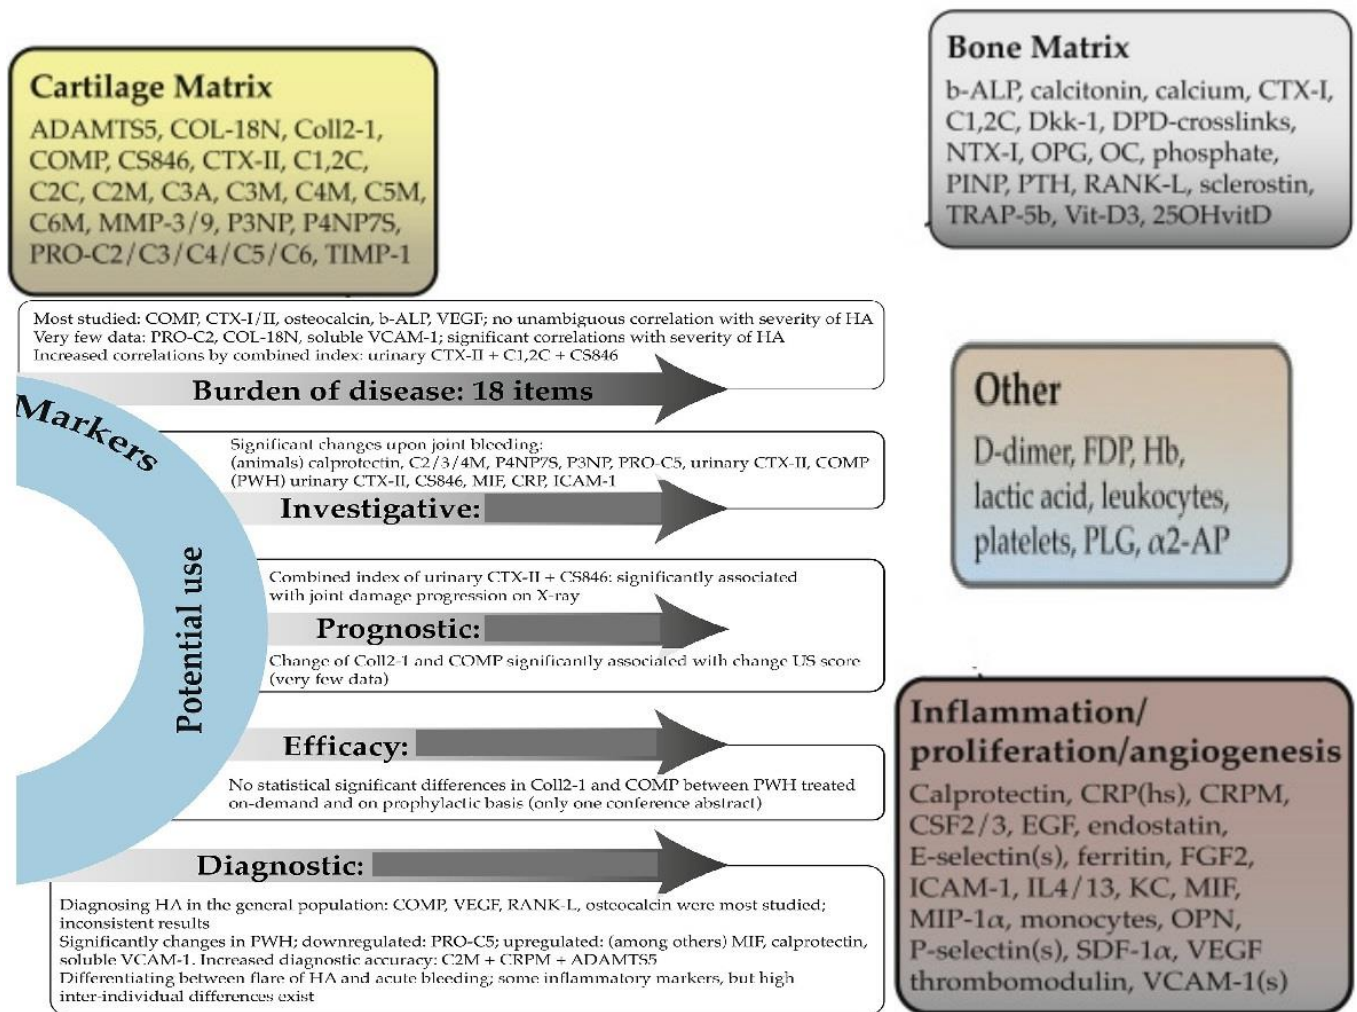 Cartilage Matrix
ADAMTS5, COL-18N, Coll2-1,
COMP, CS846, CTX-II, C1,2C,
C2C, C2M, C3A, C3M, C4M, C5M,
C6M, MMP-3/9, P3NP, P4NP7S,
PRO-C2/C3/C4/C5/C6, TIMP-1
Bone Matrix
b-ALP, calcitonin, calcium, CTX-I,
C1,2C, Dkk-1, DPD-crosslinks,
NTX-I, OPG, OC, phosphate,
PINP, PTH, RANK-L, sclerostin,
TRAP-5b, Vit-D3, 25OHvitD
Most studied: COMP, CTX-I/II, osteocalcin, b-ALP, VEGF; no unambiguous correlation with severity of HA
Very few data: PRO-C2, COL-18N, soluble VCAM-1; significant correlations with severity of HA
Increased correlations by combined index: urinary CTX-II + C1,2C + CS846
Burden of disease: 18 items
Markers
Potential use
Significant changes upon joint bleeding:
(animals) calprotectin, C2/3/4M, P4NP7S, P3NP, PRO-C5, urinary CTX-II, COMP
(PWH) urinary CTX-II, CS846, MIF, CRP, ICAM-1
Investigative:
Combined index of urinary CTX-II + CS846: significantly associated
with joint damage progression on X-ray
Prognostic:
Change of Coll2-1 and COMP significantly associated with change US score
(very few data)
Efficacy:
No statistical significant differences in Coll2-1 and COMP between PWH treated
on-demand and on prophylactic basis (only one conference abstract)
Diagnostic:
Diagnosing HA in the general population: COMP, VEGF, RANK-L, osteocalcin were most studied;
inconsistent results
Significantly changes in PWH; downregulated: PRO-C5; upregulated: (among others) MIF, calprotectin,
soluble VCAM-1. Increased diagnostic accuracy: C2M + CRPM + ADAMTS5
Differentiating between flare of HA and acute bleeding; some inflammatory markers, but high
inter-individual differences exist
Other
D-dimer, FDP, Hb,
lactic acid, leukocytes,
platelets, PLG, α2-AP
Inflammation/
proliferation/angiogenesis
Calprotectin, CRP(hs), CRPM,
CSF2/3, EGF, endostatin,
E-selectin(s), ferritin, FGF2,
ICAM-1, IL4/13, KC, MIF,
MIP-1α, monocytes, OPN,
P-selectin(s), SDF-1α, VEGF
thrombomodulin, VCAM-1(s)